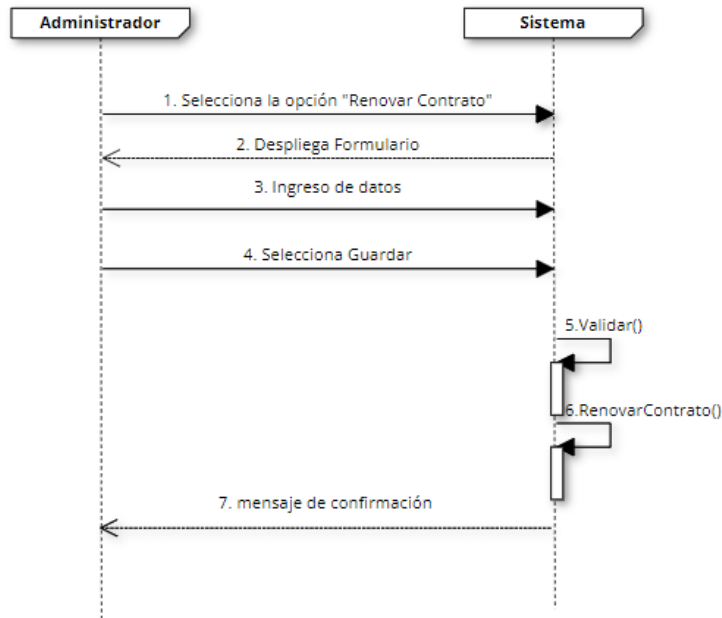 Administrador
Sistema
1. Selecciona la opción "Renovar Contrato"
2. Despliega Formulario
3. Ingreso de datos
4. Selecciona Guardar
5.Validar()
6.RenovarContrato()
7. mensaje de confirmación